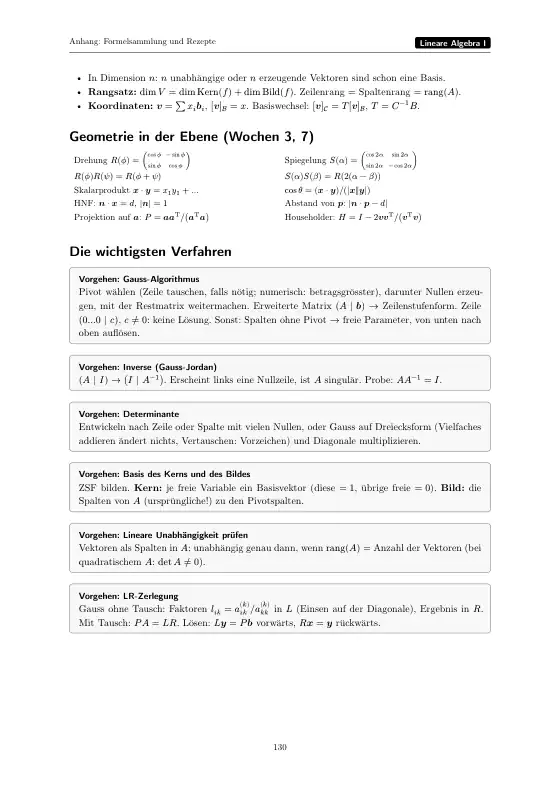 Anhang: Formelsammlung und Rezepte
Lineare Algebra I
• In Dimension n: n unabhängige oder n erzeugende Vektoren sind schon eine Basis.
• Rangsatz: dim V = dim Kern(f) + dim Bild(f). Zeilenrang = Spaltenrang = rang(A).
• Koordinaten: v = ∑ xᵢbᵢ, [v]_B = x. Basiswechsel: [v]_C = T[v]_B, T = C⁻¹B.
Geometrie in der Ebene (Wochen 3, 7)
Drehung R(ϕ) = (cos ϕ −sin ϕ
sin ϕ cos ϕ)
Spiegelung S(α) = (cos 2α sin 2α
sin 2α −cos 2α)
R(ϕ)R(ψ) = R(ϕ + ψ)
S(α)S(β) = R(2(α − β))
Skalarprodukt x · y = x₁y₁ + ...
cos θ = (x · y)/(|x||y|)
HNF: n · x = d, |n| = 1
Abstand von p: |n · p − d|
Projektion auf a: P = aaᵀ/(aᵀa)
Householder: H = I − 2vvᵀ/(vᵀv)
Die wichtigsten Verfahren
Vorgehen: Gauss-Algorithmus
Pivot wählen (Zeile tauschen, falls nötig; numerisch: betragsgrösster), darunter Nullen erzeu-
gen, mit der Restmatrix weitermachen. Erweiterte Matrix (A | b) → Zeilenstufenform. Zeile
(0...0 | c), c ≠ 0: keine Lösung. Sonst: Spalten ohne Pivot → freie Parameter, von unten nach
oben auflösen.
Vorgehen: Inverse (Gauss-Jordan)
(A | I) → (I | A⁻¹). Erscheint links eine Nullzeile, ist A singulär. Probe: AA⁻¹ = I.
Vorgehen: Determinante
Entwickeln nach Zeile oder Spalte mit vielen Nullen, oder Gauss auf Dreiecksform (Vielfaches
addieren ändert nichts, Vertauschen: Vorzeichen) und Diagonale multiplizieren.
Vorgehen: Basis des Kerns und des Bildes
ZSF bilden. Kern: je freie Variable ein Basisvektor (diese = 1, übrige freie = 0). Bild: die
Spalten von A (ursprüngliche!) zu den Pivotspalten.
Vorgehen: Lineare Unabhängigkeit prüfen
Vektoren als Spalten in A: unabhängig genau dann, wenn rang(A) = Anzahl der Vektoren (bei
quadratischem A: det A ≠ 0).
Vorgehen: LR-Zerlegung
Gauss ohne Tausch: Faktoren l_ik = a_ik^(k)/a_kk^(k) in L (Einsen auf der Diagonale), Ergebnis in R.
Mit Tausch: PA = LR. Lösen: Ly = Pb vorwärts, Rx = y rückwärts.
130